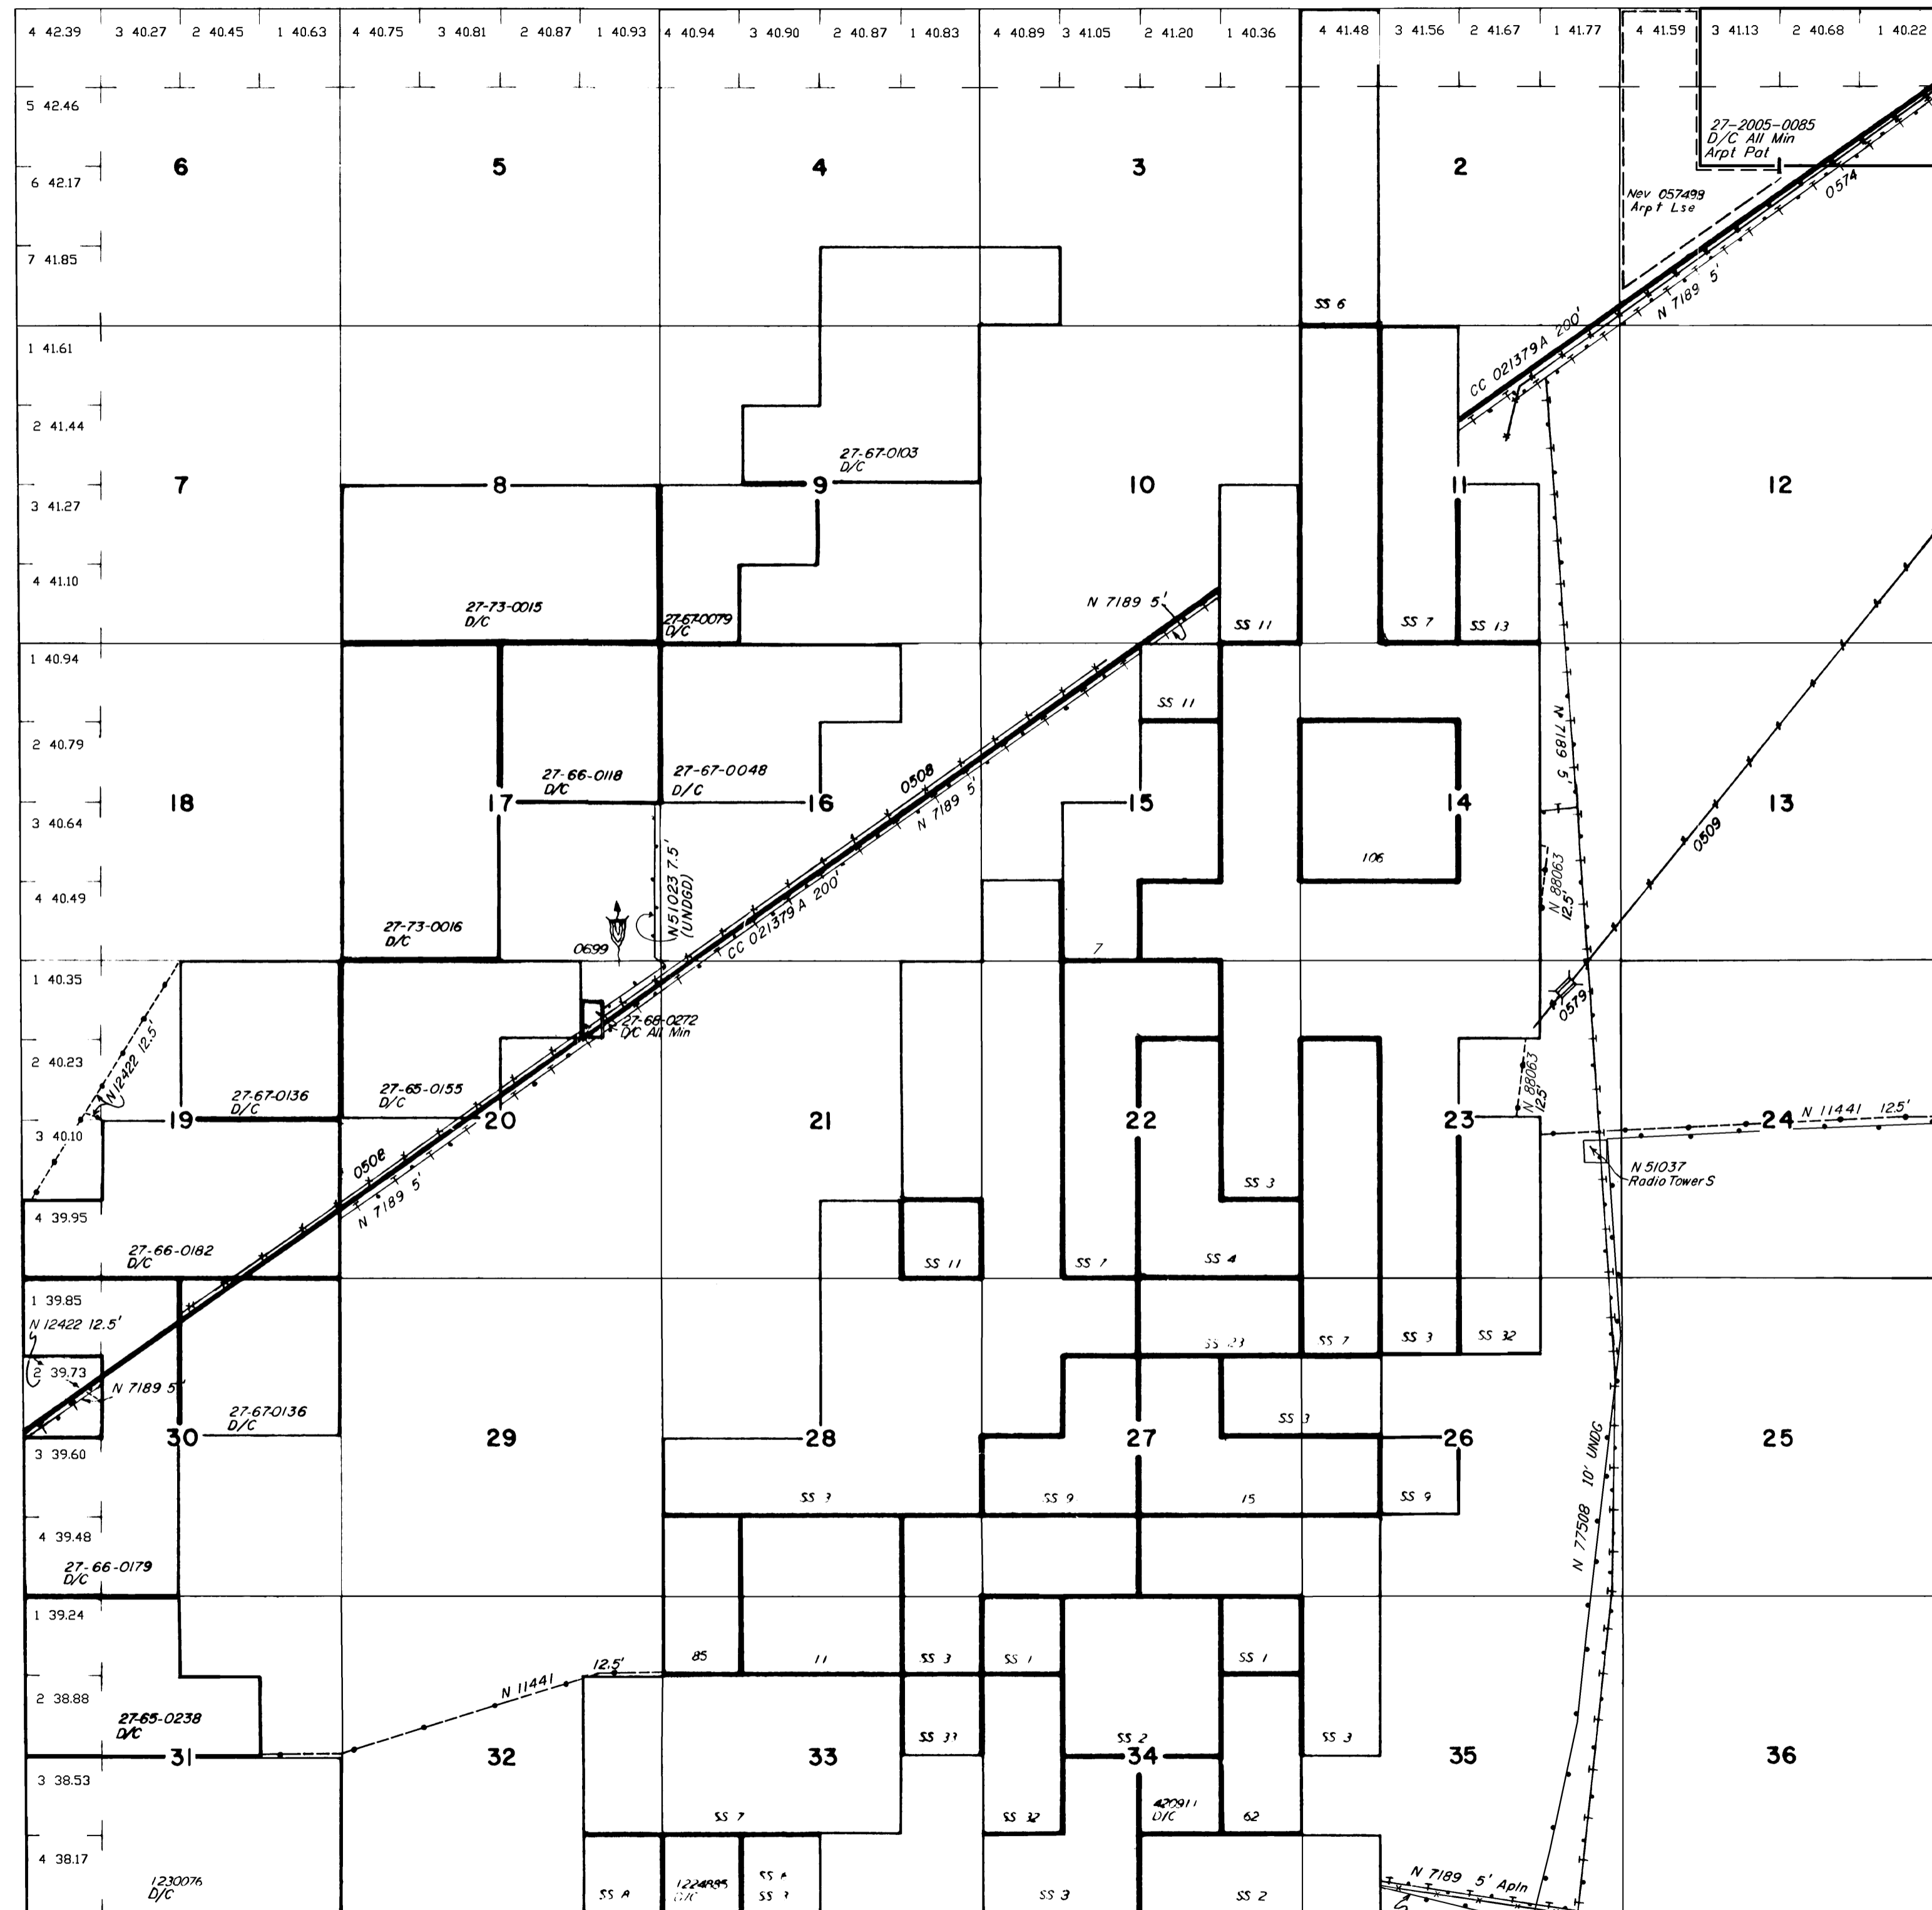 4 42.39 3 40.27 2 40.45 1 40.63 4 40.75 3 40.81 2 40.87 1 40.93 4 40.94 3 40.90 2 40.87 1 40.83 4 40.89 3 41.05 2 41.20 1 40.36 4 41.48 3 41.56 2 41.67 1 41.77 4 41.59 3 41.13 2 40.68 1 40.22
5 42.46
27-2005-0085
D/C All Min
Arpt Pat
6 5 4 3 2 1
6 42.17
0574
Nev 057499
Arpt Lse
7 41.85
N 7189 5'
SS 6
CC 021379A 200'
1 41.61
2 41.44
27-67-0103
D/C
7 8 9 10 11 12
3 41.27
4 41.10
27-73-0015
D/C
27-67-0079
D/C
N 7189 5'
SS 11
SS 7
SS 13
1 40.94
SS 11
N 7189 5'
2 40.79
27-66-0118
D/C
27-67-0048
D/C
0508
N 7189 5'
18 17 16 15 14 13
3 40.64
0509
106
N 51023 7.5'
(UNDGD)
N 88063
12.5'
4 40.49
CC 021379A 200'
27-73-0016
D/C
0699
7
1 40.35
0579
27-68-0272
D/C All Min
N 12422 12.5'
2 40.23
27-67-0136
D/C
27-65-0155
D/C
N 88063
12.5'
N 11441 12.5'
19 20 21 22 23 24
3 40.10
0508
N 7189 5'
N 51037
Radio Tower S
SS 3
4 39.95
27-66-0182
D/C
SS 11
SS 7
SS 4
1 39.85
N 12422 12.5'
SS 23
SS 7
SS 3
SS 32
2 39.73
N 7189 5'
27-67-0136
D/C
SS 3
30 29 28 27 26 25
3 39.60
SS 3
SS 9
15
SS 9
N 77508 10' UNDG
4 39.48
27-66-0179
D/C
1 39.24
85
11
SS 3
SS 1
SS 1
N 11441 12.5'
2 38.88
27-65-0238
D/C
SS 33
SS 2
SS 3
31 32 33 34 35 36
3 38.53
SS 7
SS 32
420911
D/C
62
4 38.17
1230076
D/C
SS 3
SS 2
N 7189 5' Apln